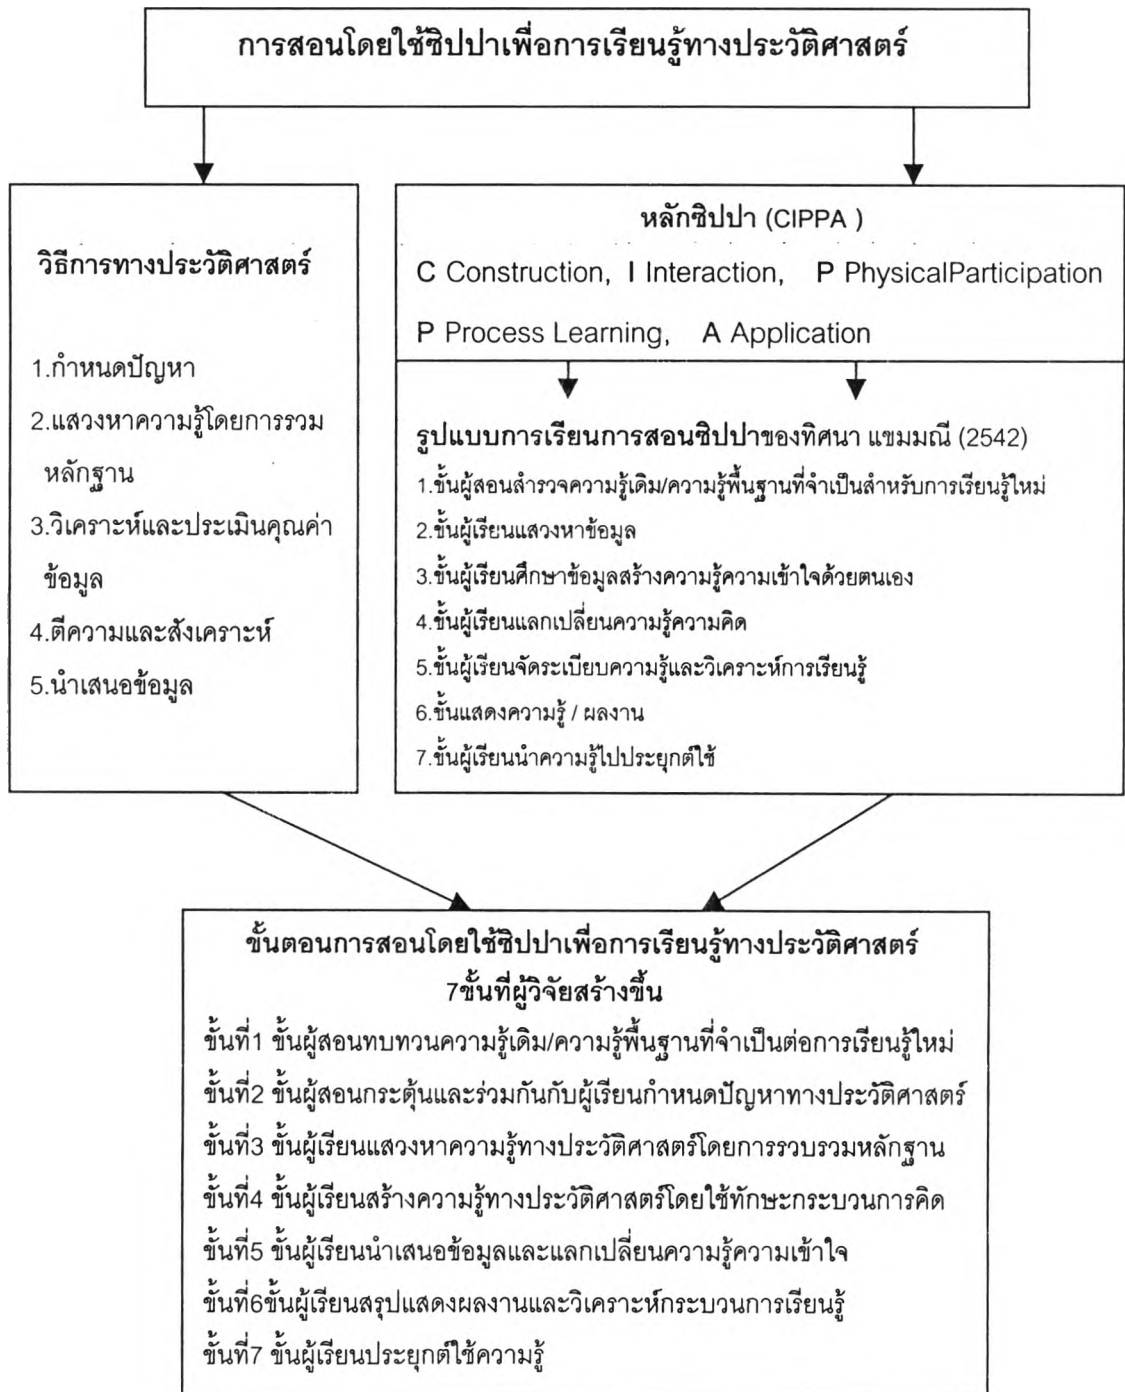 การสอนโดยใช้ซิปปาเพื่อการเรียนรู้ทางประวัติศาสตร์
วิธีการทางประวัติศาสตร์
1.กำหนดปัญหา
2.แสวงหาความรู้โดยการรวม
หลักฐาน
3.วิเคราะห์และประเมินคุณค่า
ข้อมูล
4.ตีความและสังเคราะห์
5.นำเสนอข้อมูล
หลักซิปปา (CIPPA )
C Construction, I Interaction, P PhysicalParticipation
P Process Learning, A Application
รูปแบบการเรียนการสอนซิปปาของทิศนา แขมมณี (2542)
1.ขั้นผู้สอนสำรวจความรู้เดิม/ความรู้พื้นฐานที่จำเป็นสำหรับการเรียนรู้ใหม่
2.ขั้นผู้เรียนแสวงหาข้อมูล
3.ขั้นผู้เรียนศึกษาข้อมูลสร้างความรู้ความเข้าใจด้วยตนเอง
4.ขั้นผู้เรียนแลกเปลี่ยนความรู้ความคิด
5.ขั้นผู้เรียนจัดระเบียบความรู้และวิเคราะห์การเรียนรู้
6.ขั้นแสดงความรู้ / ผลงาน
7.ขั้นผู้เรียนนำความรู้ไปประยุกต์ใช้
ขั้นตอนการสอนโดยใช้ซิปปาเพื่อการเรียนรู้ทางประวัติศาสตร์
7ขั้นที่ผู้วิจัยสร้างขึ้น
ขั้นที่1 ขั้นผู้สอนทบทวนความรู้เดิม/ความรู้พื้นฐานที่จำเป็นต่อการเรียนรู้ใหม่
ขั้นที่2 ขั้นผู้สอนกระตุ้นและร่วมกันกับผู้เรียนกำหนดปัญหาทางประวัติศาสตร์
ขั้นที่3 ขั้นผู้เรียนแสวงหาความรู้ทางประวัติศาสตร์โดยการรวบรวมหลักฐาน
ขั้นที่4 ขั้นผู้เรียนสร้างความรู้ทางประวัติศาสตร์โดยใช้ทักษะกระบวนการคิด
ขั้นที่5 ขั้นผู้เรียนนำเสนอข้อมูลและแลกเปลี่ยนความรู้ความเข้าใจ
ขั้นที่6ขั้นผู้เรียนสรุปแสดงผลงานและวิเคราะห์กระบวนการเรียนรู้
ขั้นที่7 ขั้นผู้เรียนประยุกต์ใช้ความรู้